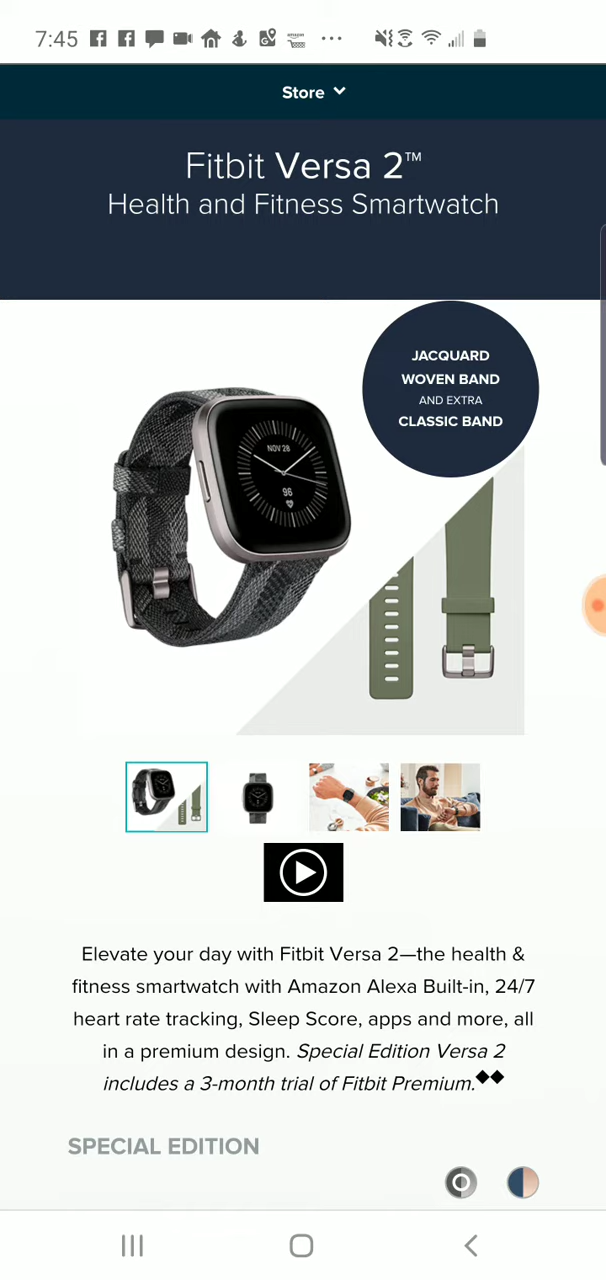 7:45
Store
Fitbit Versa 2™
Health and Fitness Smartwatch
JACQUARD
WOVEN BAND
AND EXTRA
CLASSIC BAND
NOV 28
96
Elevate your day with Fitbit Versa 2—the health &
fitness smartwatch with Amazon Alexa Built-in, 24/7
heart rate tracking, Sleep Score, apps and more, all
in a premium design. Special Edition Versa 2
includes a 3-month trial of Fitbit Premium.◆◆
SPECIAL EDITION